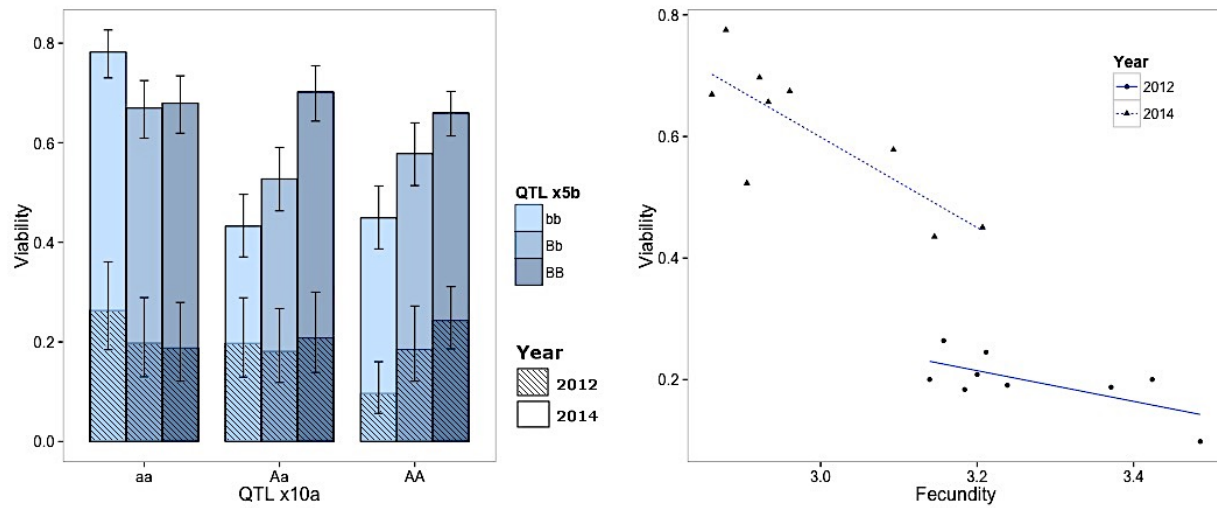 0.8
0.6
0.4
0.2
0.0
Viability
aa
Aa
AA
QTL x10a
QTL x5b
bb
Bb
BB
Year
2012
2014
0.8
0.6
0.4
0.2
Viability
3.0
3.2
3.4
Fecundity
Year
2012
2014